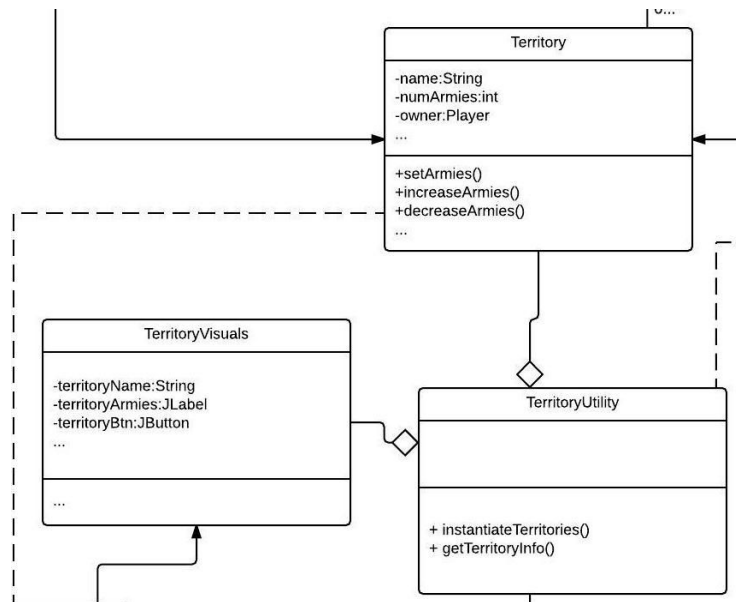 Territory
-name:String
-numArmies:int
-owner:Player
...
+setArmies()
+increaseArmies()
+decreaseArmies()
...
TerritoryVisuals
-territoryName:String
-territoryArmies:JLabel
-territoryBtn:JButton
...
...
TerritoryUtility
+ instantiateTerritories()
+ getTerritoryInfo()